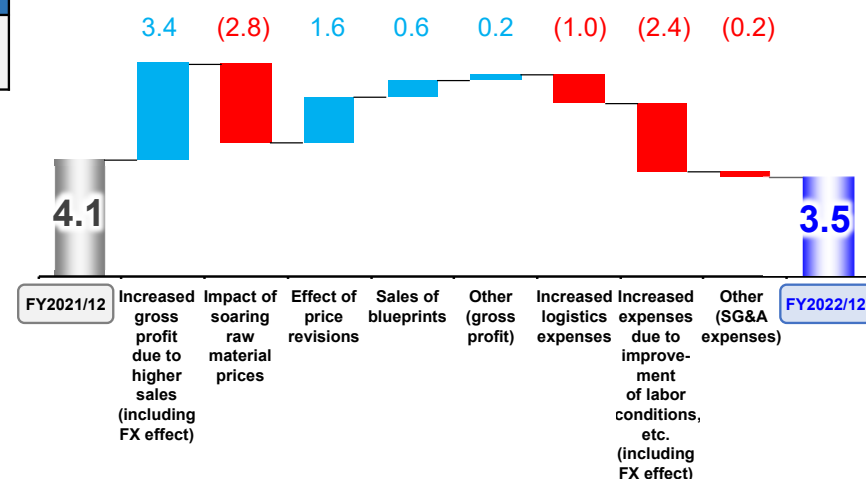 3.4 (2.8) 1.6 0.6 0.2 (1.0) (2.4) (0.2)
4.1
3.5
FY2021/12
Increased
gross
profit
due to
higher
sales
(including
FX effect)
Impact of
soaring
raw
material
prices
Effect of
price
revisions
Sales of
blueprints
Other
(gross
profit)
Increased
logistics
expenses
Increased
expenses
due to
improve-
ment
of labor
conditions,
etc.
(including
FX effect)
Other
(SG&A
expenses)
FY2022/12